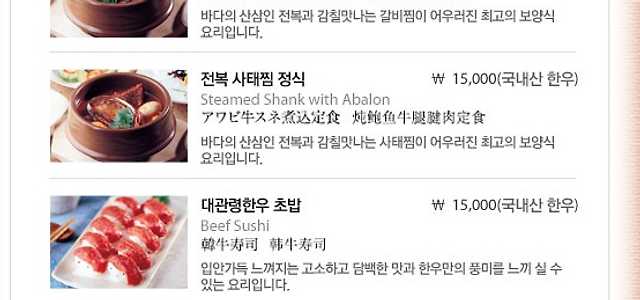 바다의 산삼인 전복과 감칠맛나는 갈비찜이 어우러진 최고의 보양식
요리입니다.
전복 사태찜 정식 ₩ 15,000(국내산 한우)
Steamed Shank with Abalon
アワビ牛スネ煮込定食 炖鲍鱼牛腿腱肉定食
바다의 산삼인 전복과 감칠맛나는 사태찜이 어우러진 최고의 보양식
요리입니다.
대관령한우 초밥 ₩ 15,000(국내산 한우)
Beef Sushi
韓牛寿司 韩牛寿司
입안가득 느껴지는 고소하고 담백한 맛과 한우만의 풍미를 느끼 실 수
있는 요리입니다.